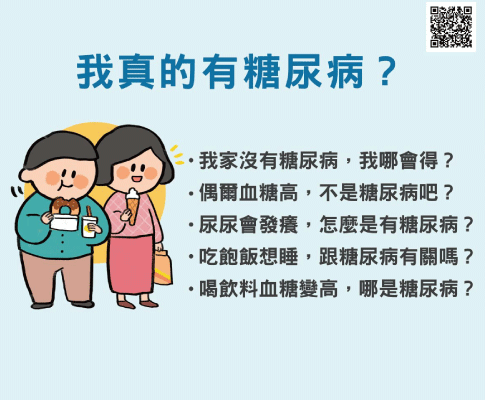 我真的有糖尿病？
• 我家沒有糖尿病，我哪會得？
• 偶爾血糖高，不是糖尿病吧？
• 尿尿會發癢，怎麼是有糖尿病？
• 吃飽飯想睡，跟糖尿病有關嗎？
• 喝飲料血糖變高，哪是糖尿病？